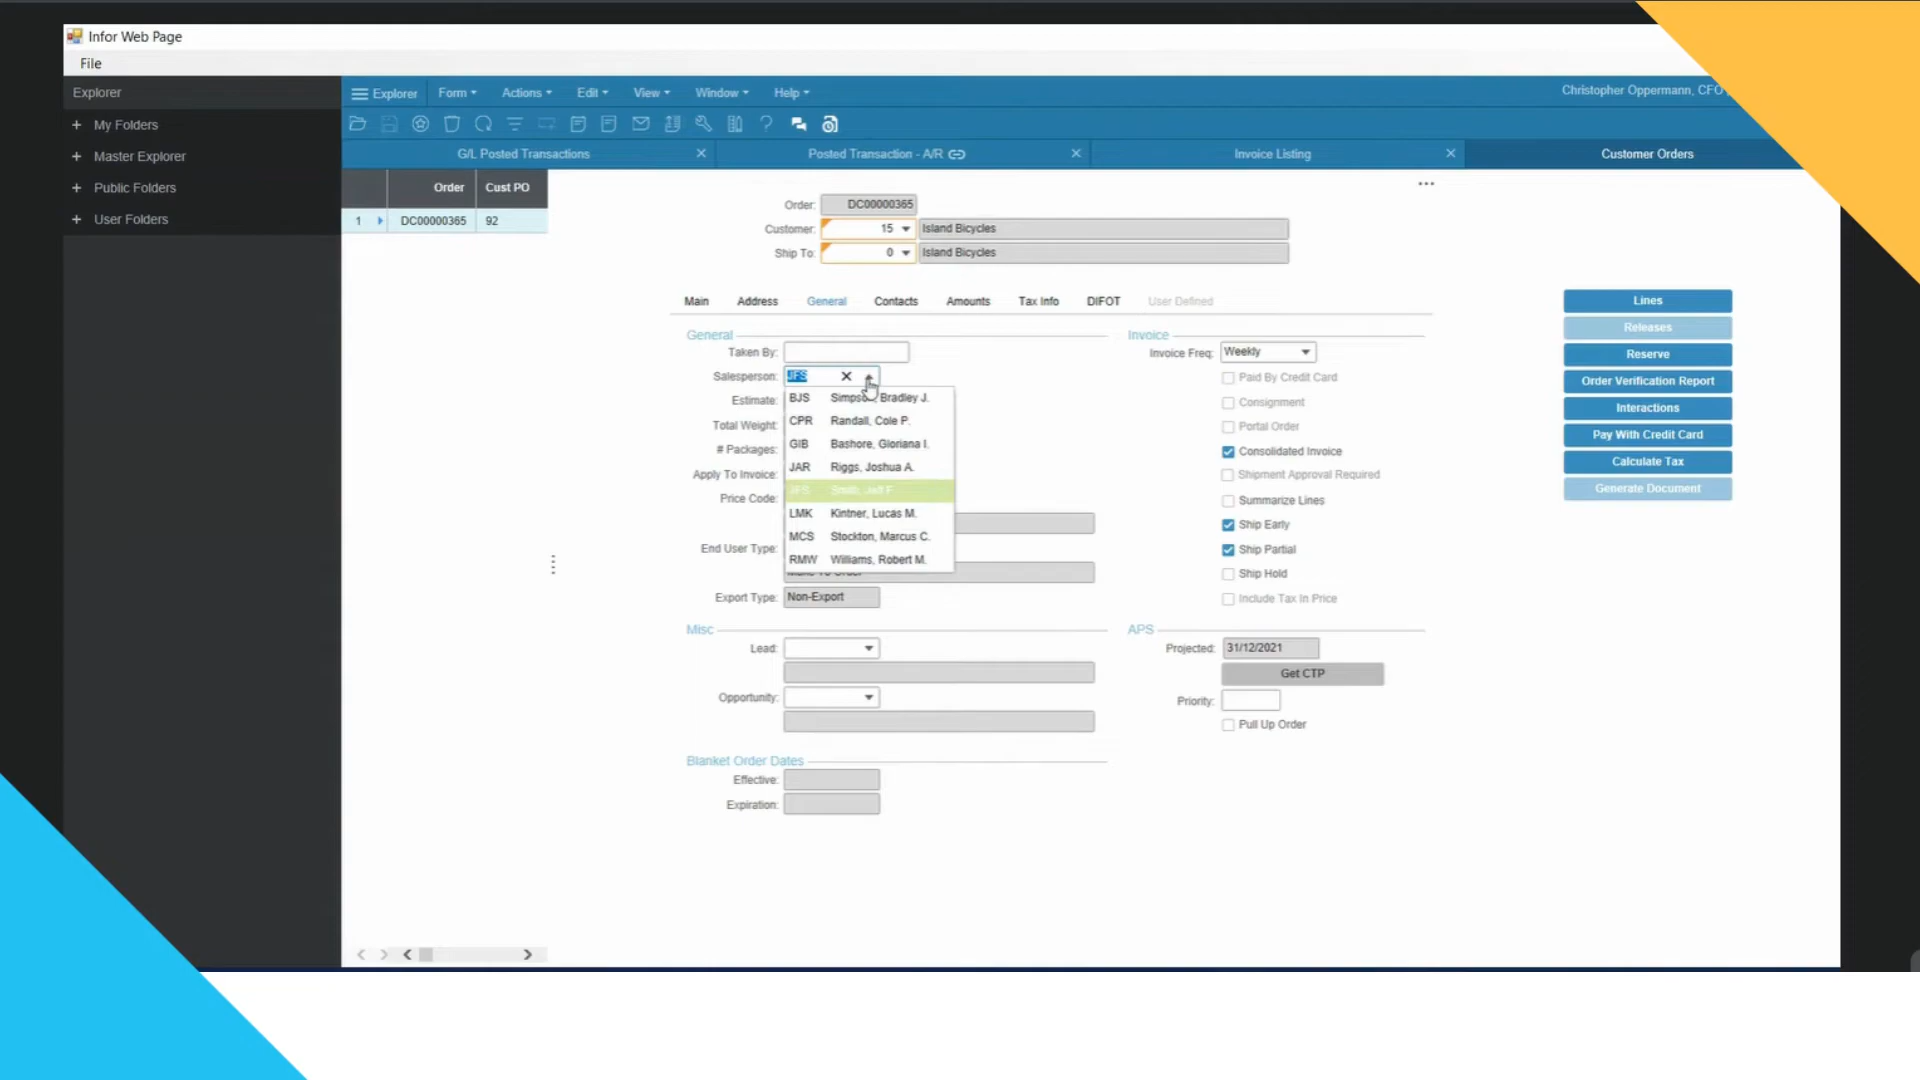 Infor Web Page
File
Explorer
My Folders
Master Explorer
Public Folders
User Folders
Explorer Form Actions Edit View Window Help
Christopher Oppermann, CFO
G/L Posted Transactions
Posted Transaction - A/R
Invoice Listing
Customer Orders
Order Cust PO
1 DC00000365 92
Order: DC00000365
Customer: 15 Island Bicycles
Ship To: 0 Island Bicycles
Main Address General Contacts Amounts Tax Info DIFOT User Defined
General
Taken By:
Salesperson: JFS
Estimate:
Total Weight:
# Packages:
Apply To Invoice:
Price Code:
End User Type:
BJS Simpson, Bradley J.
CPR Randall, Cole P.
GIB Bashore, Gloriana I.
JAR Riggs, Joshua A.
JFS Smith, Jeff F.
LMK Kintner, Lucas M.
MCS Stockton, Marcus C.
RMW Williams, Robert M.
Make To Order
Export Type: Non-Export
Misc
Lead:
Opportunity:
Blanket Order Dates
Effective:
Expiration:
Invoice
Invoice Freq: Weekly
Paid By Credit Card
Consignment
Portal Order
Consolidated Invoice
Shipment Approval Required
Summarize Lines
Ship Early
Ship Partial
Ship Hold
Include Tax In Price
APS
Projected: 31/12/2021
Get CTP
Priority:
Pull Up Order
Lines
Releases
Reserve
Order Verification Report
Interactions
Pay With Credit Card
Calculate Tax
Generate Document